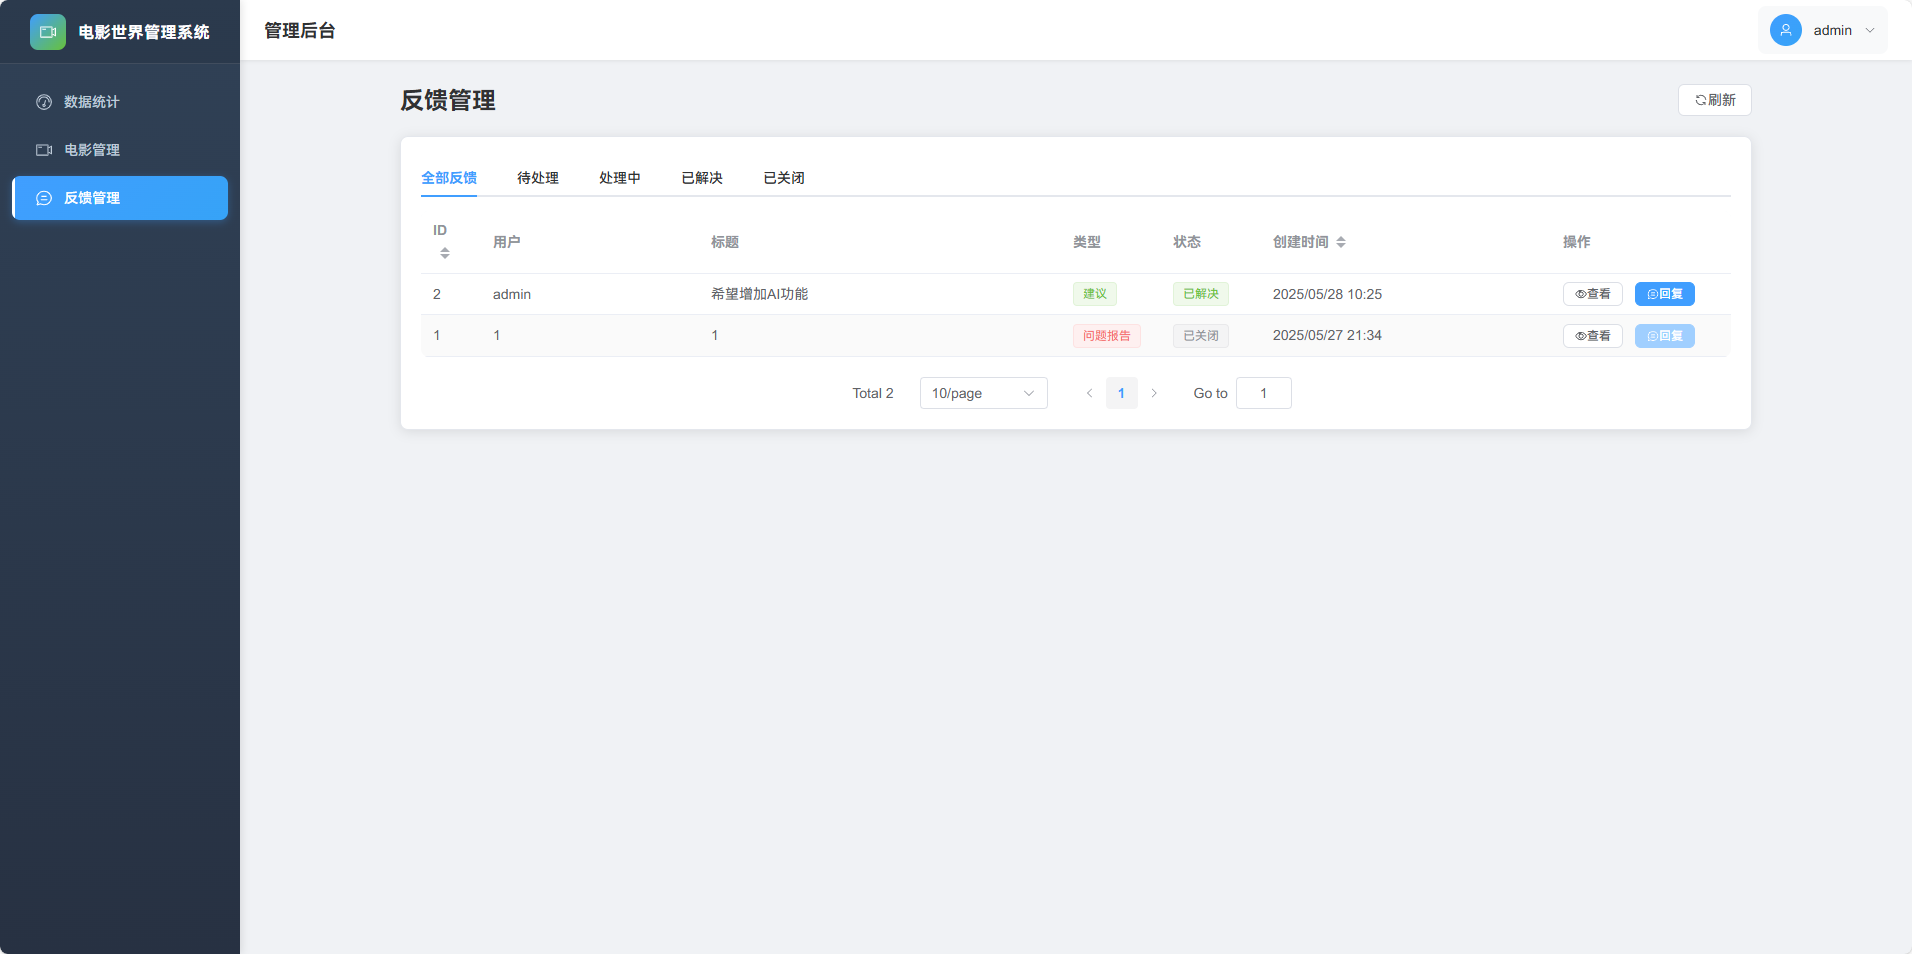 电影世界管理系统
管理后台
admin
数据统计
电影管理
反馈管理
反馈管理
刷新
全部反馈 待处理 处理中 已解决 已关闭
ID 用户 标题 类型 状态 创建时间 操作
2 admin 希望增加AI功能 建议 已解决 2025/05/28 10:25 查看 回复
1 1 1 问题报告 已关闭 2025/05/27 21:34 查看 回复
Total 2 10/page 1 Go to 1